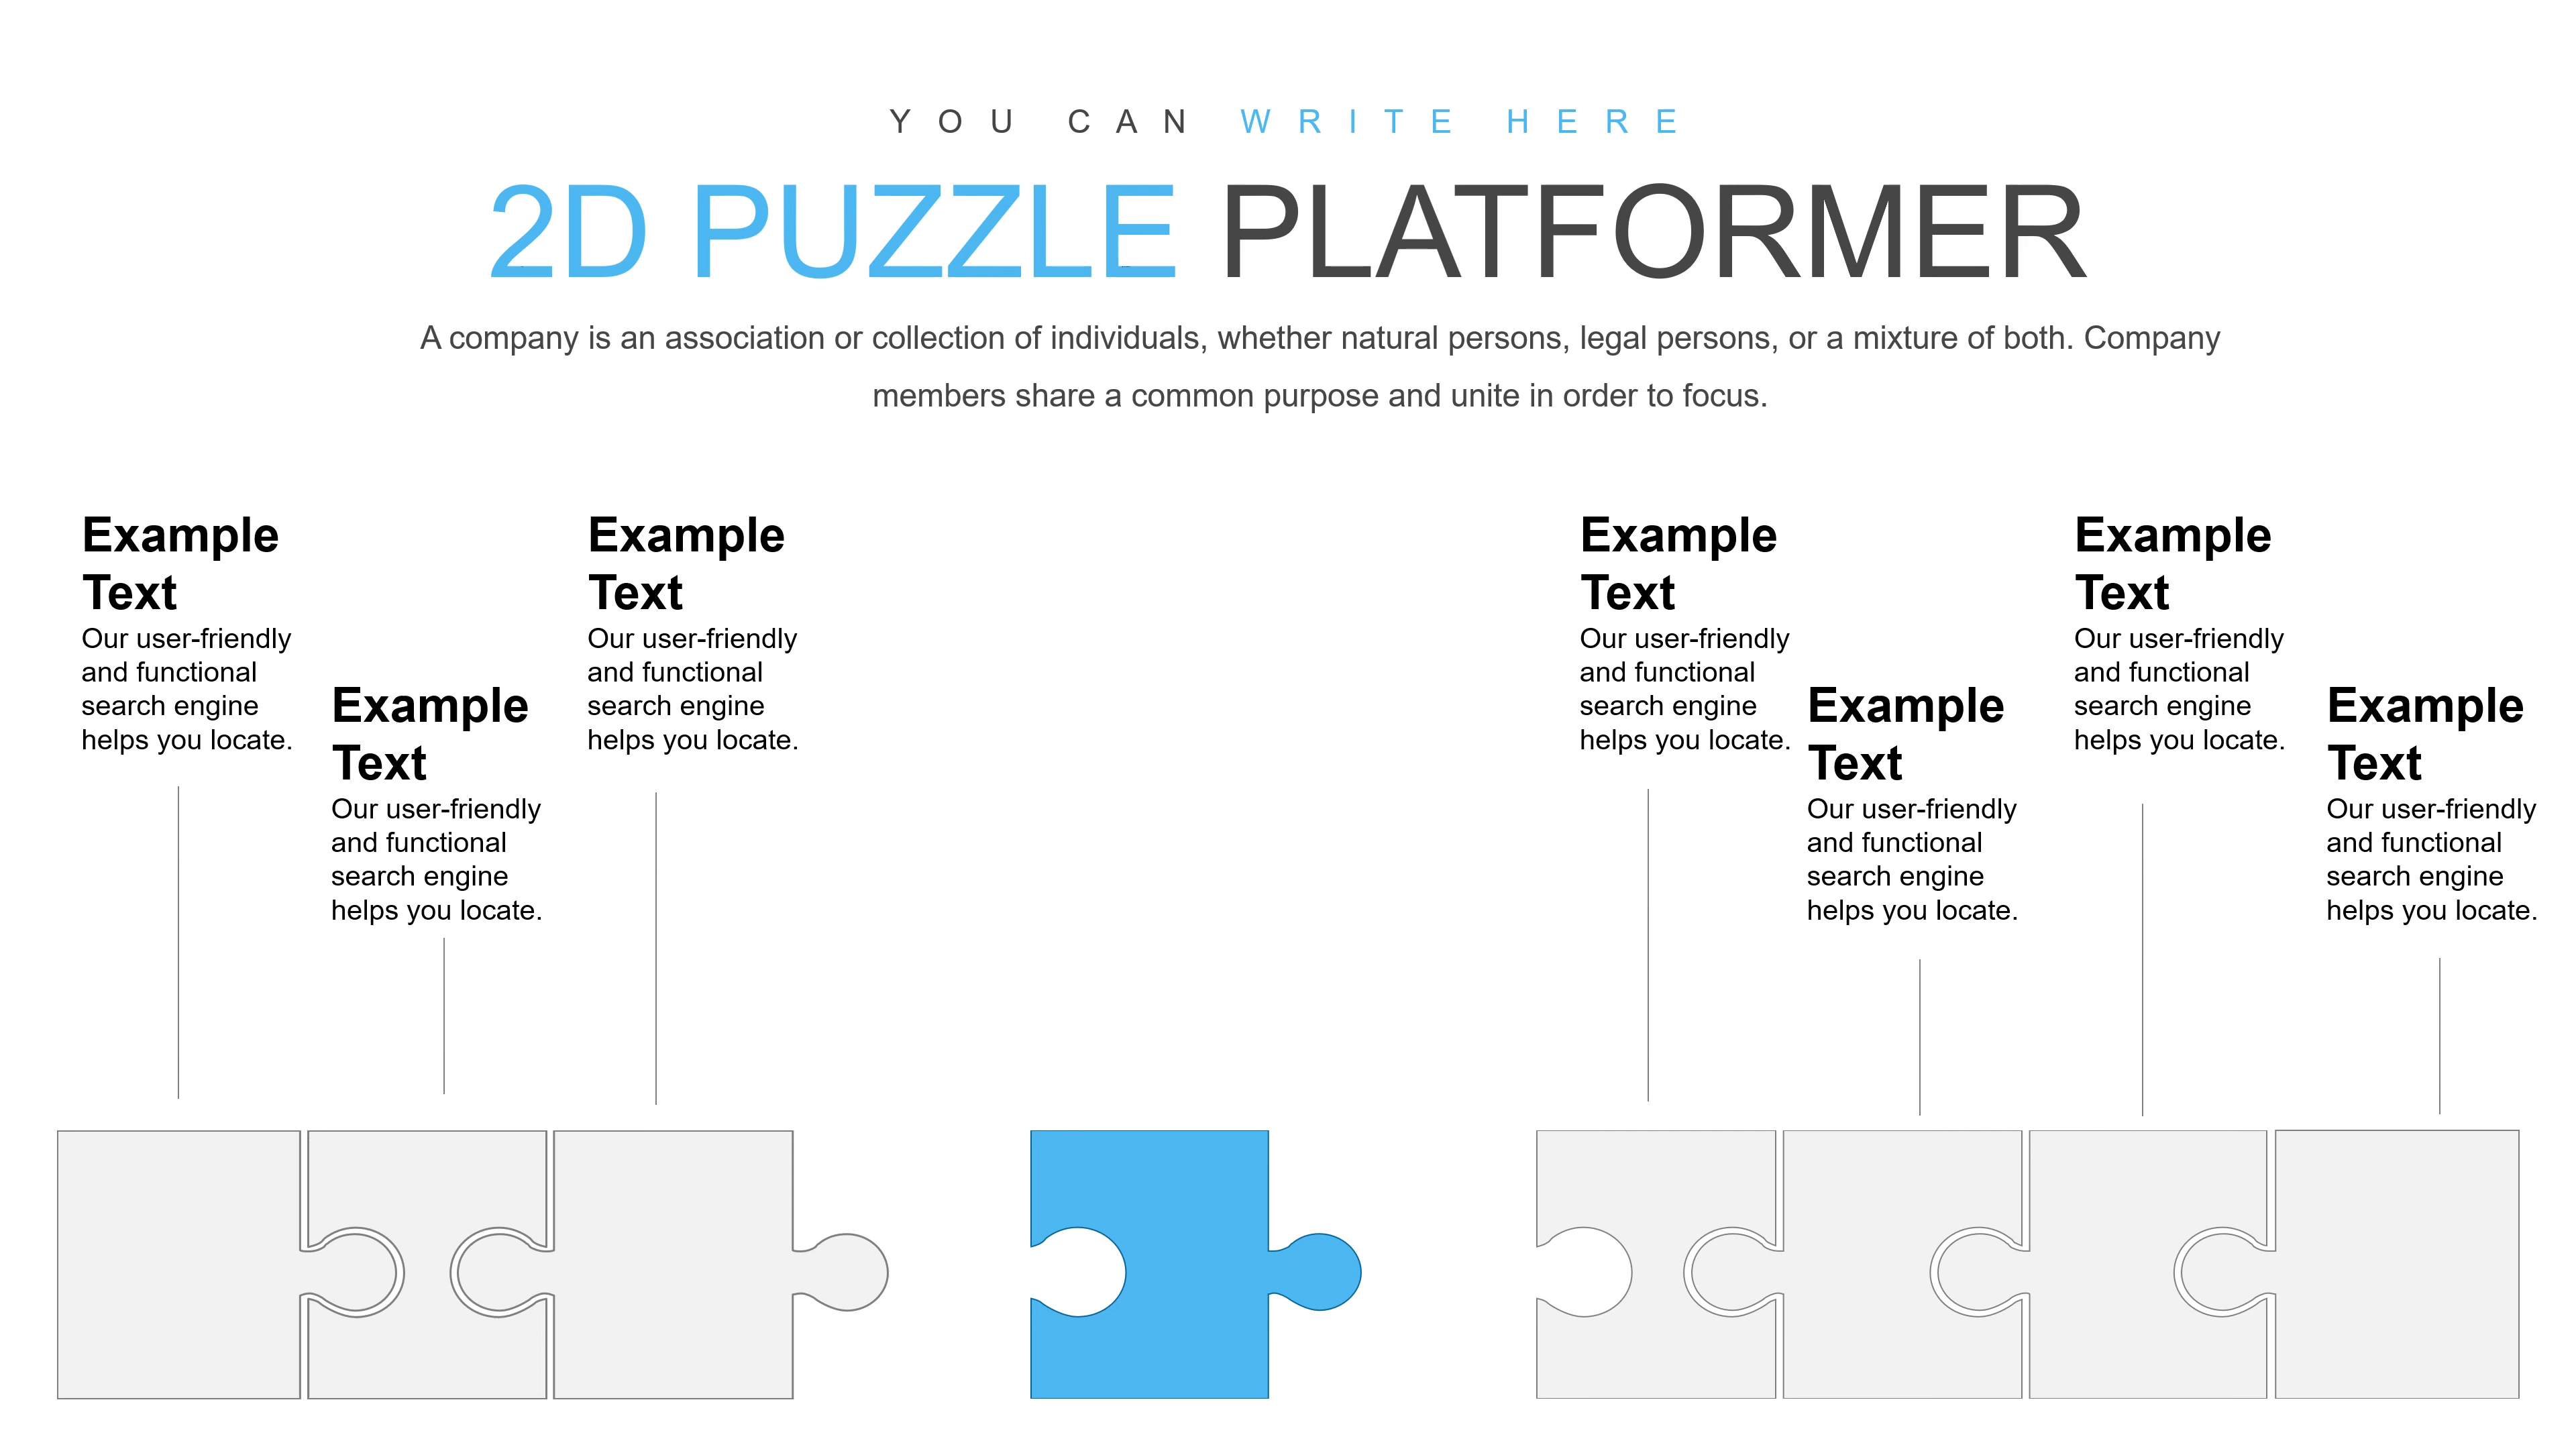 YOU CAN WRITE HERE
2D PUZZLE PLATFORMER
A company is an association or collection of individuals, whether natural persons, legal persons, or a mixture of both. Company
members share a common purpose and unite in order to focus.
Example
Text
Our user-friendly
and functional
search engine
helps you locate.
Example
Text
Our user-friendly
and functional
search engine
helps you locate.
Example
Text
Our user-friendly
and functional
search engine
helps you locate.
Example
Text
Our user-friendly
and functional
search engine
helps you locate.
Example
Text
Our user-friendly
and functional
search engine
helps you locate.
Example
Text
Our user-friendly
and functional
search engine
helps you locate.
Example
Text
Our user-friendly
and functional
search engine
helps you locate.